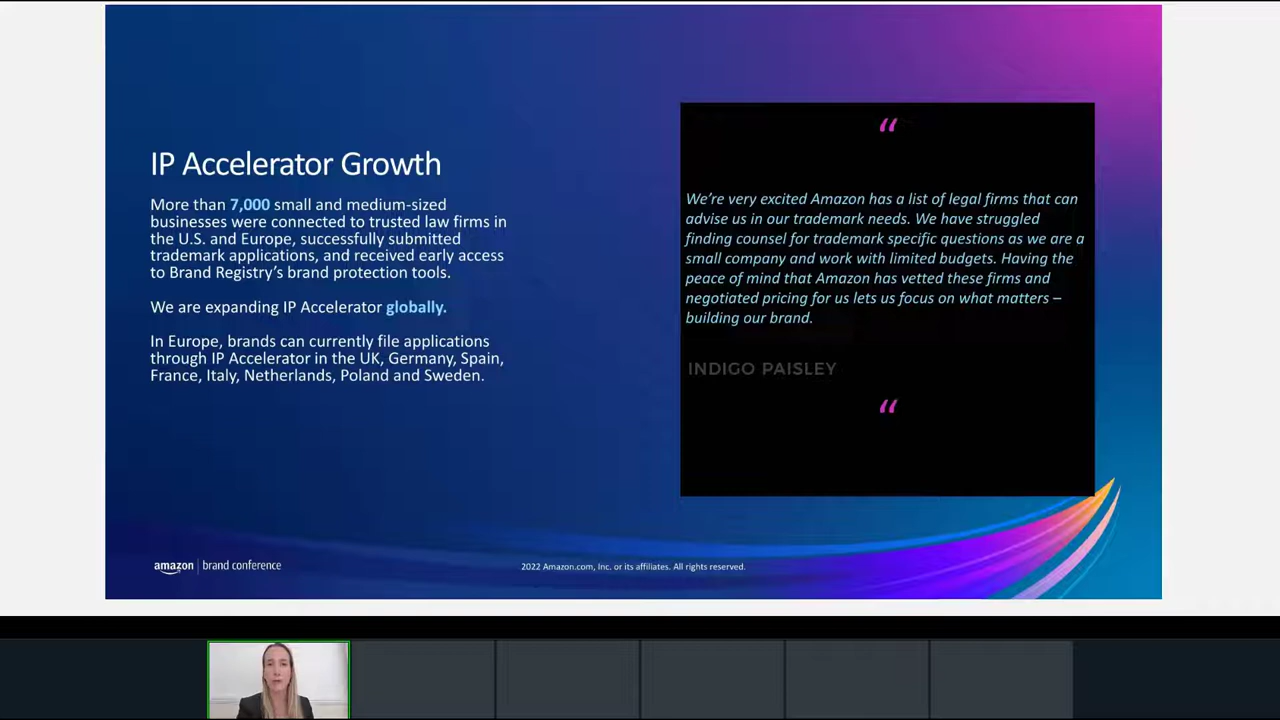 IP Accelerator Growth
More than 7,000 small and medium-sized
businesses were connected to trusted law firms in
the U.S. and Europe, successfully submitted
trademark applications, and received early access
to Brand Registry’s brand protection tools.
We are expanding IP Accelerator globally.
In Europe, brands can currently file applications
through IP Accelerator in the UK, Germany, Spain,
France, Italy, Netherlands, Poland and Sweden.
“
We’re very excited Amazon has a list of legal firms that can
advise us in our trademark needs. We have struggled
finding counsel for trademark specific questions as we are a
small company and work with limited budgets. Having the
peace of mind that Amazon has vetted these firms and
negotiated pricing for us lets us focus on what matters –
building our brand.
INDIGO PAISLEY
“
amazon | brand conference
2022 Amazon.com, Inc. or its affiliates. All rights reserved.